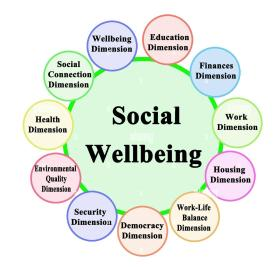 Social
Wellbeing
Education
Dimension
Finances
Dimension
Work
Dimension
Housing
Dimension
Work-Life
Balance
Dimension
Democracy
Dimension
Security
Dimension
Environmental
Quality
Dimension
Health
Dimension
Social
Connection
Dimension
Wellbeing
Dimension